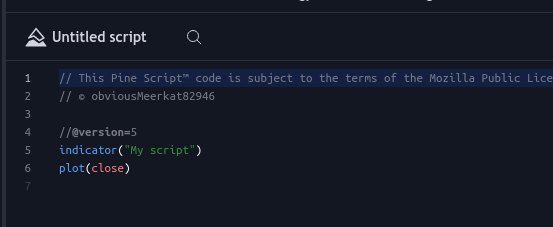 Untitled script
1 // This Pine Script™ code is subject to the terms of the Mozilla Public Lice
2 // © obviousMeerkat82946
3
4 //@version=5
5 indicator("My script")
6 plot(close)
7